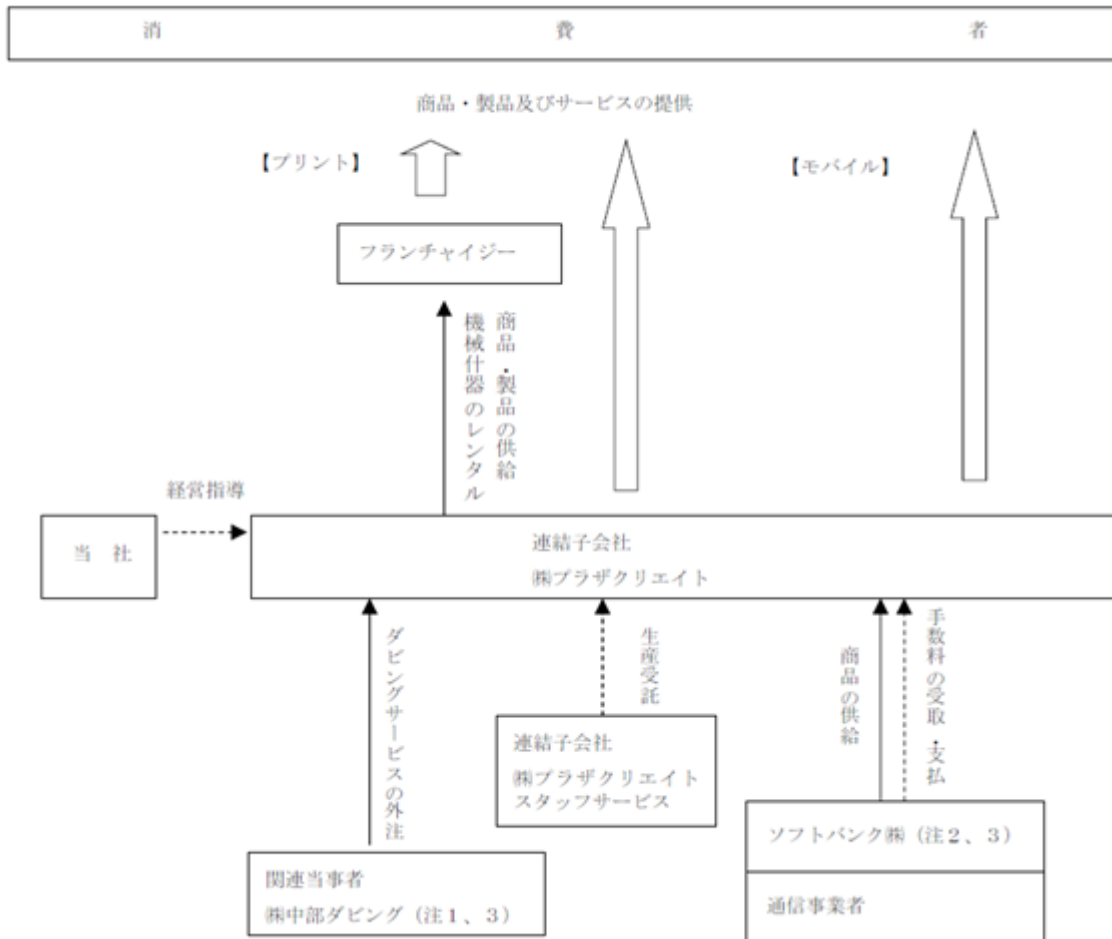 消費者
商品・製品及びサービスの提供
【プリント】
【モバイル】
フランチャイジー
商品・製品の供給
機械什器のレンタル
経営指導
当 社
連結子会社
㈱プラザクリエイト
ダビングサービスの外注
生産受託
商品の供給
手数料の受取・支払
連結子会社
㈱プラザクリエイト
スタッフサービス
ソフトバンク㈱(注2、3)
通信事業者
関連当事者
㈱中部ダビング(注1、3)